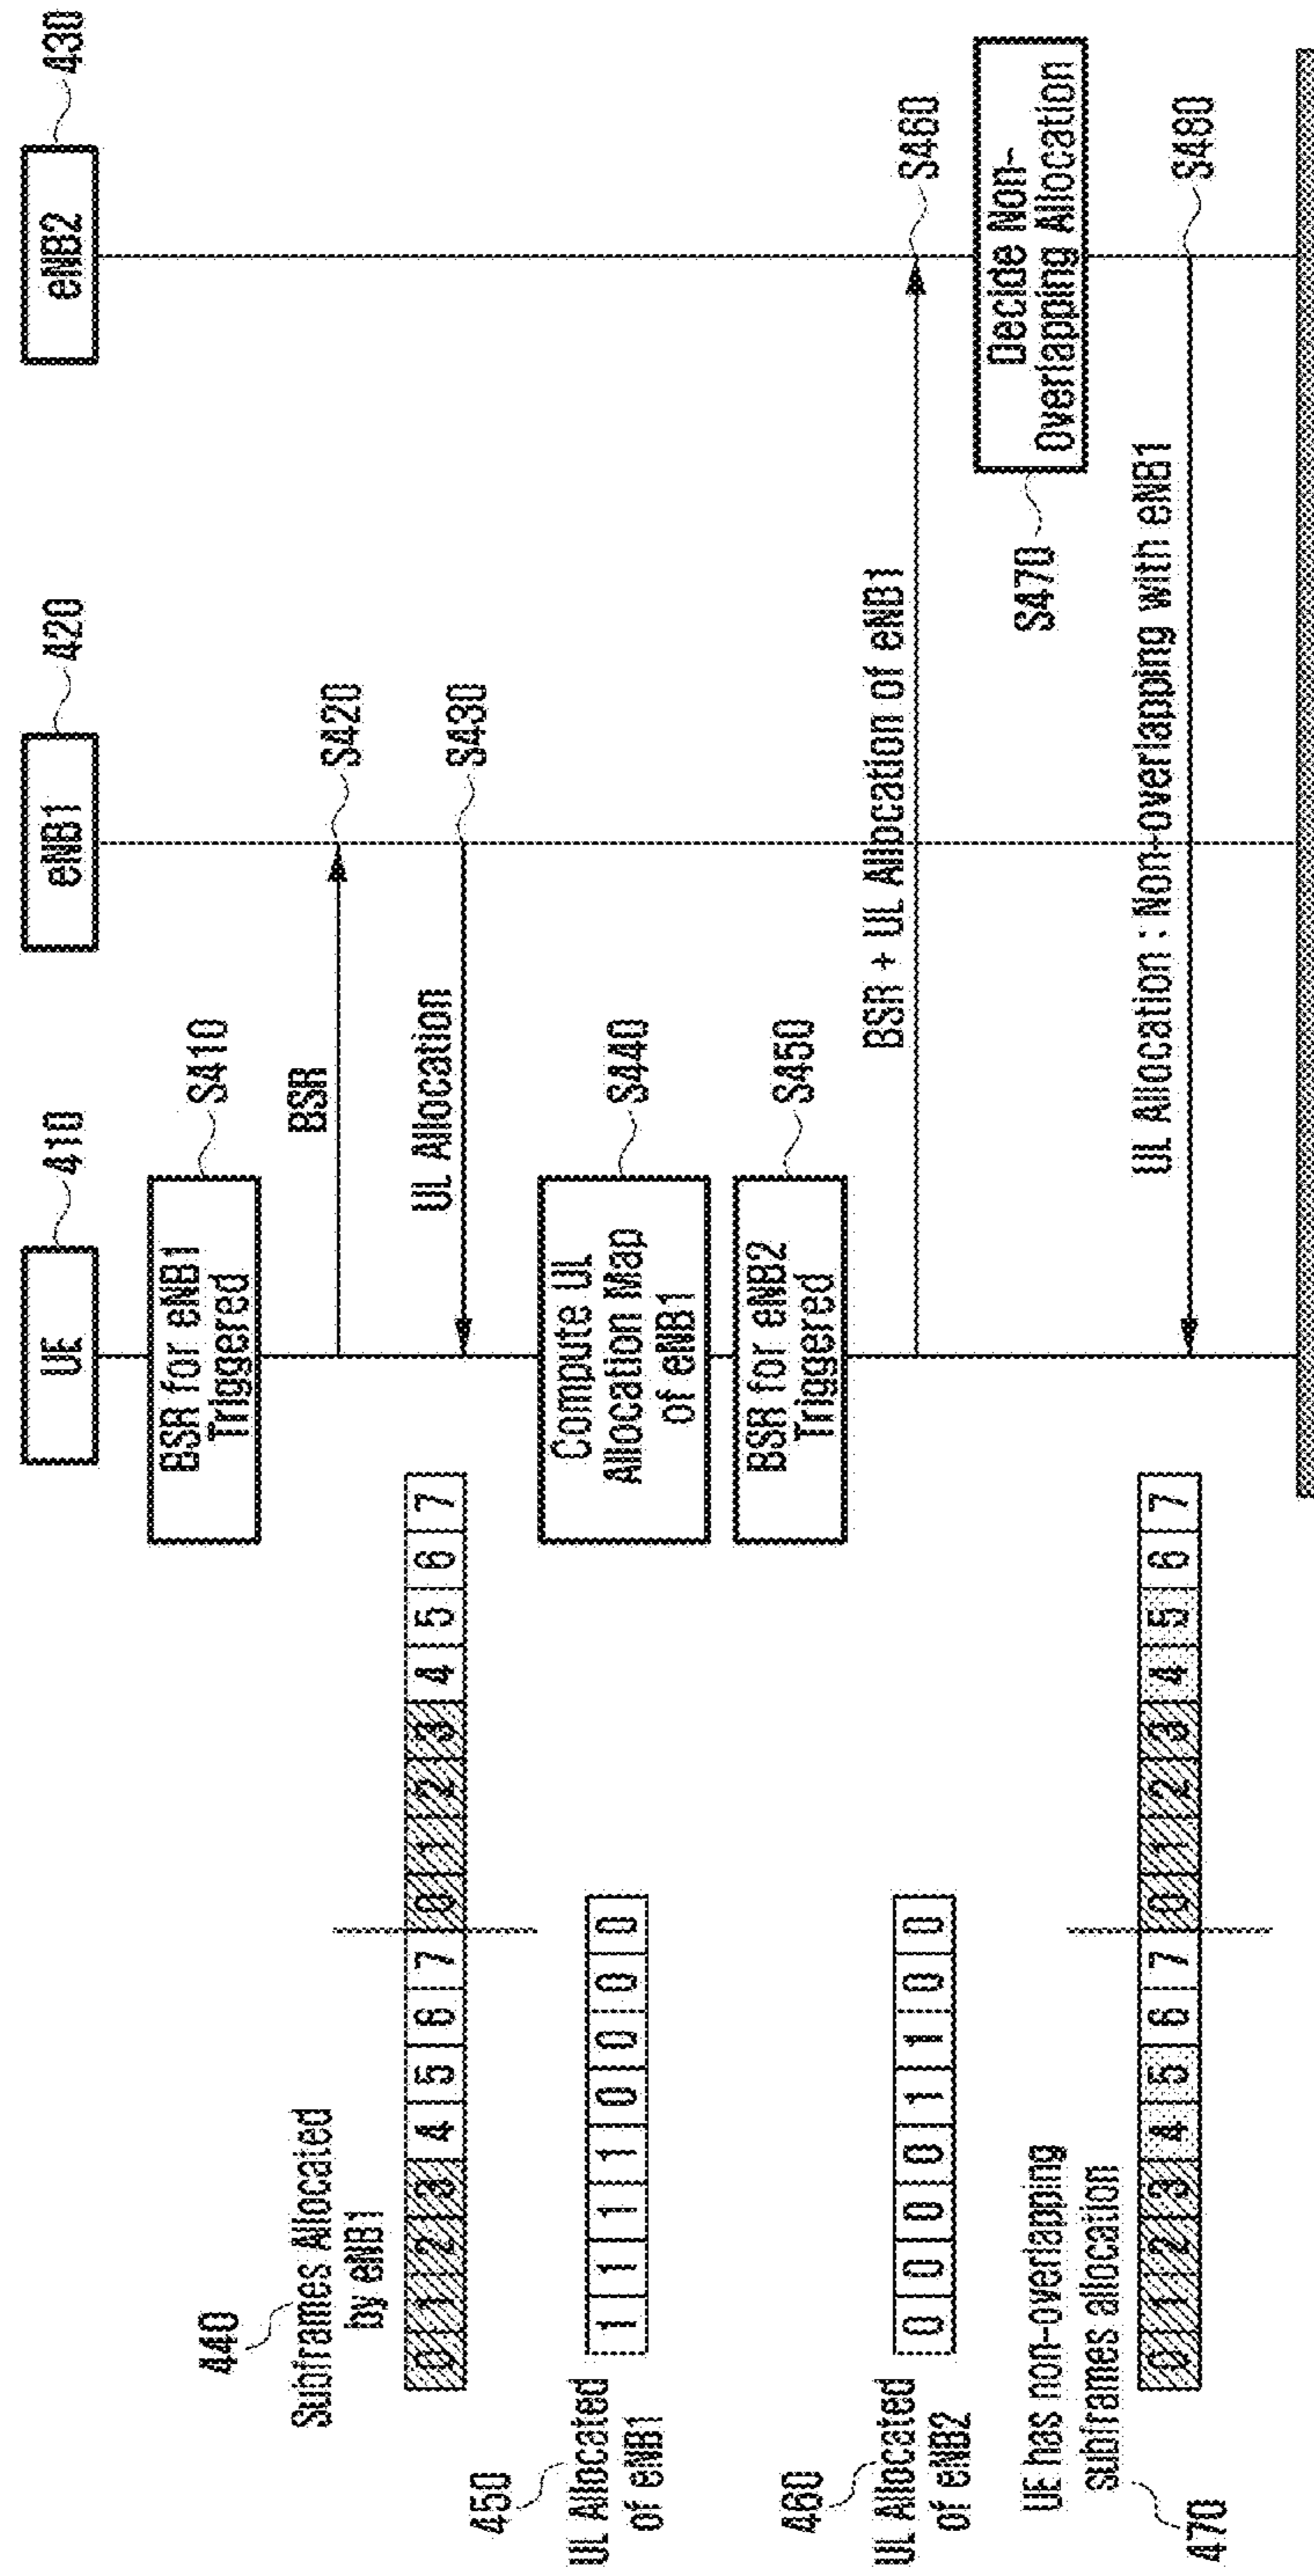 UE 410
eNB1 420
eNB2 430
BSR for eNB1
Triggered
S410
440
Subframes Allocated
by eNB1
BSR
S420
0 1 2 3 4 5 6 7 0 1 2 3 4 5 6 7
UL Allocation
S430
450
UL Allocated
of eNB1
1 1 1 1 0 0 0 0
Compute UL
Allocation Map
of eNB1
S440
BSR for eNB2
Triggered
S450
460
UL Allocated
of eNB2
0 0 0 0 1 1 0 0
BSR + UL Allocation of eNB1
S460
Decide Non-
Overlapping Allocation
S470
UE has non-overlapping
subframes allocation
470
0 1 2 3 4 5 6 7 0 1 2 3 4 5 6 7
UL Allocation : Non-overlapping with eNB1
S480